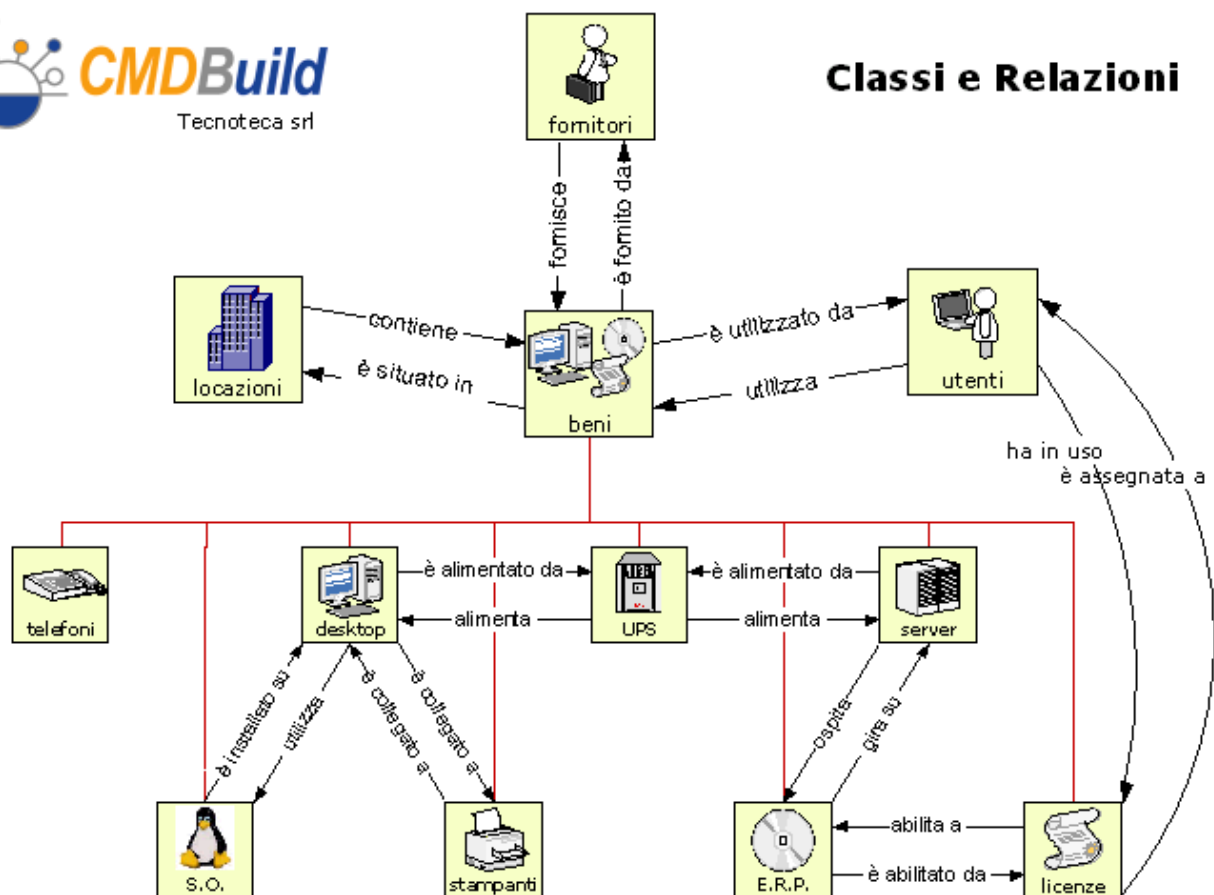 CMDBuild
Tecnoteca srl
Classi e Relazioni
fornitori
fornisce
è fornito da
locazioni
contiene
è situato in
beni
è utilizzato da
utilizza
utenti
ha in uso
è assegnata a
telefoni
desktop
è alimentato da
alimenta
UPS
è alimentato da
alimenta
server
è installato su
utilizza
è collegato a
è collegato a
ospita
gira su
S.O.
stampanti
E.R.P.
abilita a
è abilitato da
licenze